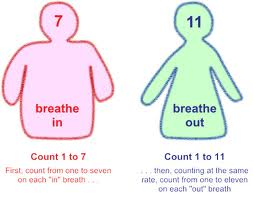 7
breathe
in
Count 1 to 7
First, count from one to seven
on each "in" breath . . .
11
breathe
out
Count 1 to 11
. . . then, counting at the same
rate, count from one to eleven
on each "out" breath